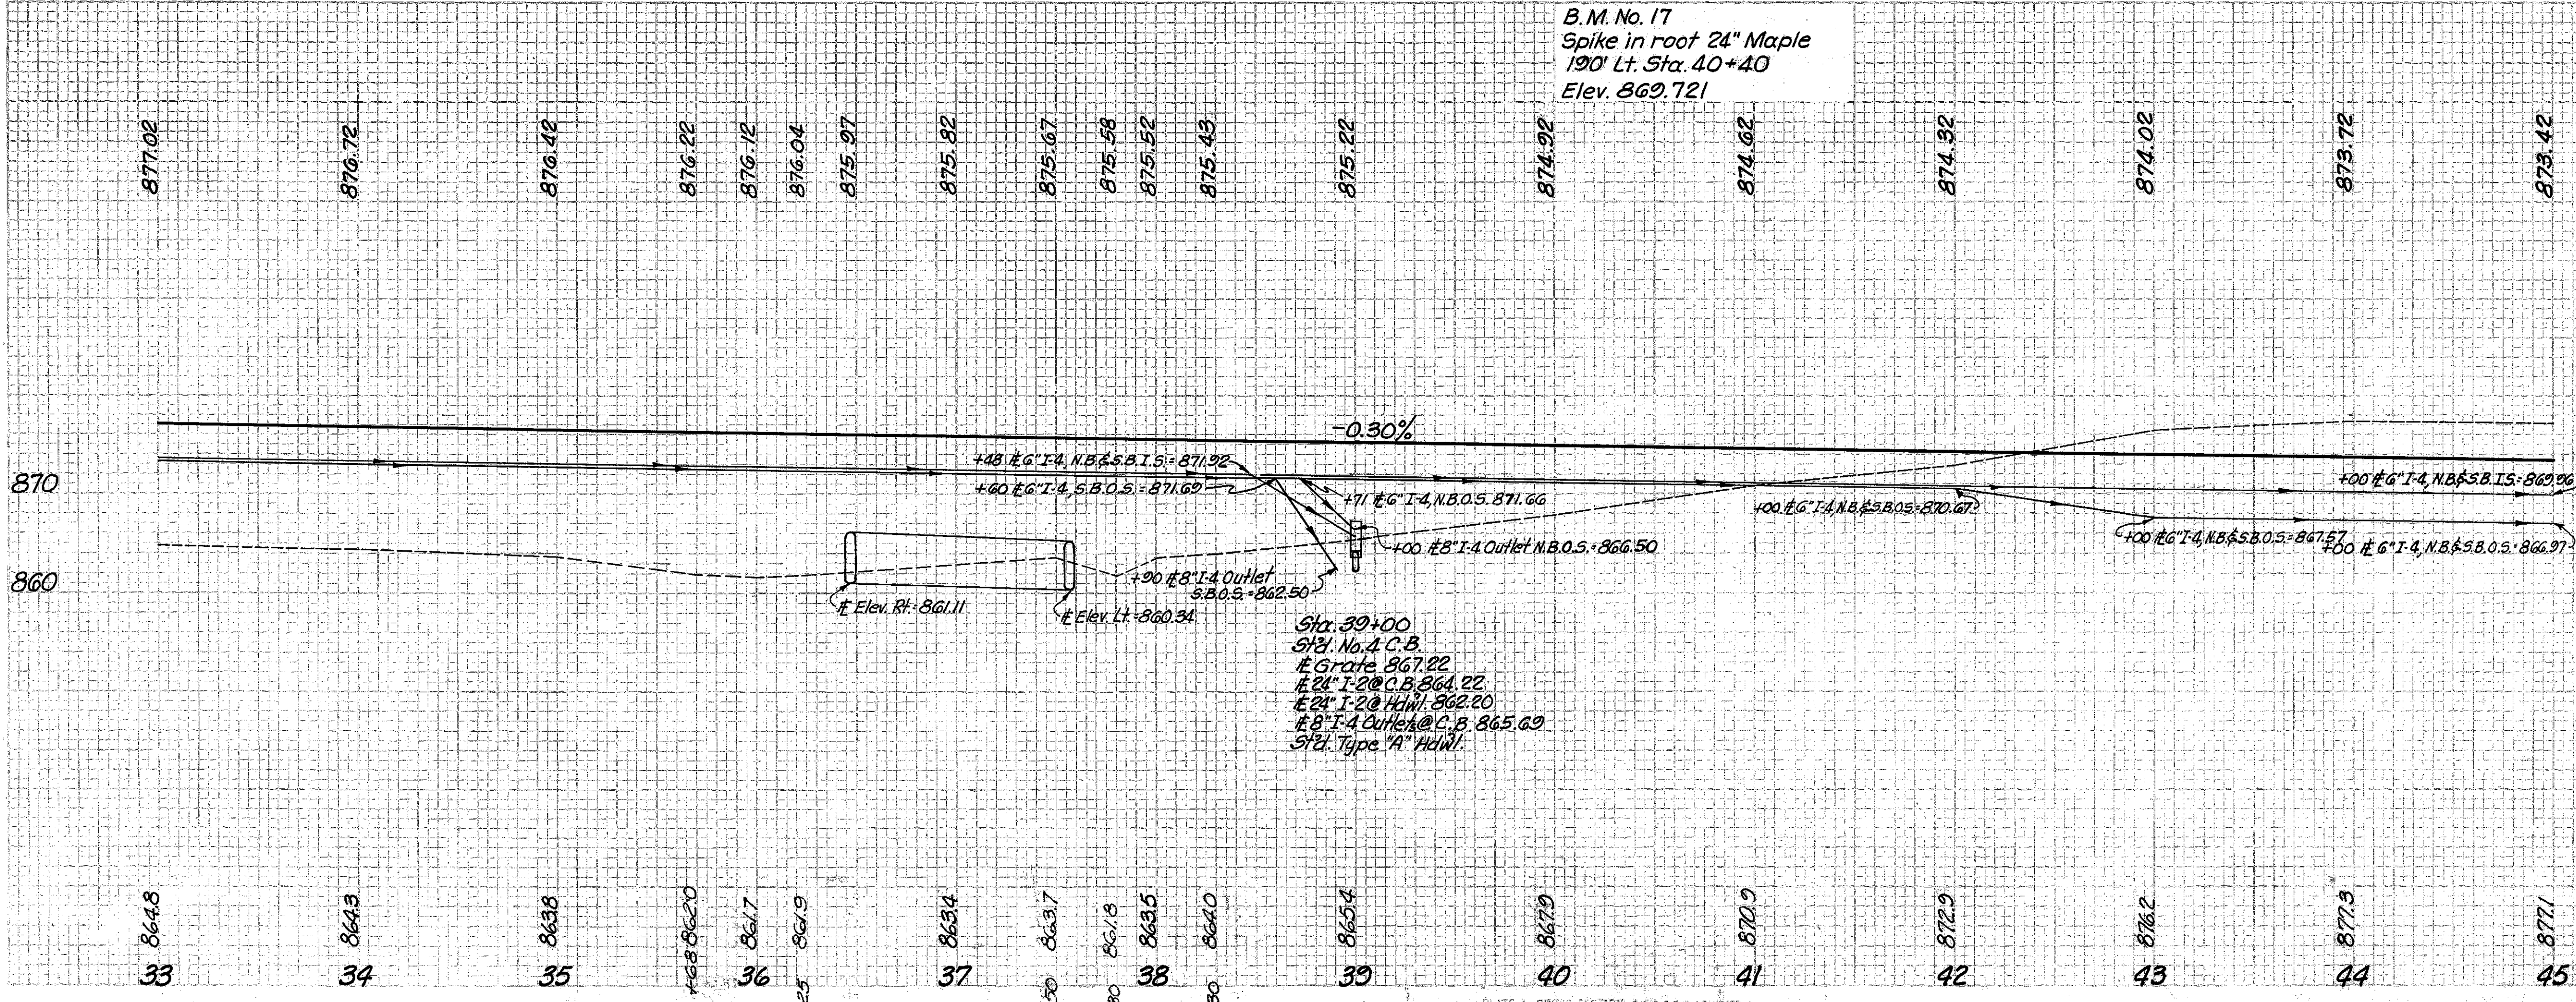 B.M. No. 17
Spike in root 24" Maple
190' Lt. Sta. 40+40
Elev. 869.721
877.02
876.72
876.42
876.22
876.12
876.04
875.97
875.82
875.67
875.58
875.52
875.43
875.22
874.92
874.62
874.32
874.02
873.72
873.42
-0.30%
870
860
+48 ⅊ 6" I-4, N.B.&S.B.I.S.=871.92
+60 ⅊ 6" I-4, S.B.O.S.=871.69
+71 ⅊ 6" I-4, N.B.O.S. 871.66
+00 ⅊ 8" I-4 Outlet N.B.O.S.=866.50
+90 ⅊ 8" I-4 Outlet
S.B.O.S.=862.50
⅊ Elev. Rt.=861.11
⅊ Elev. Lt.=860.34
+00 ⅊ 6" I-4, N.B.&S.B.O.S.=870.67
+00 ⅊ 6" I-4, N.B.&S.B.I.S.=869.96
+00 ⅊ 6" I-4, N.B.&S.B.O.S.=867.57
+00 ⅊ 6" I-4, N.B.&S.B.O.S.=866.97
Sta. 39+00
St'd. No. 4 C.B.
⅊ Grate 867.22
⅊ 24" I-2 @ C.B. 864.22
⅊ 24" I-2 @ Hdwl. 862.20
⅊ 8" I-4 Outlets @ C.B. 865.69
St'd. Type "A" Hdwl.
864.8
864.3
863.8
862.0
861.7
861.9
863.4
863.7
861.8
863.5
864.0
865.4
867.9
870.9
872.9
876.2
877.3
877.1
33
34
35
+68
36
25
37
50
38
39
40
41
42
43
44
45